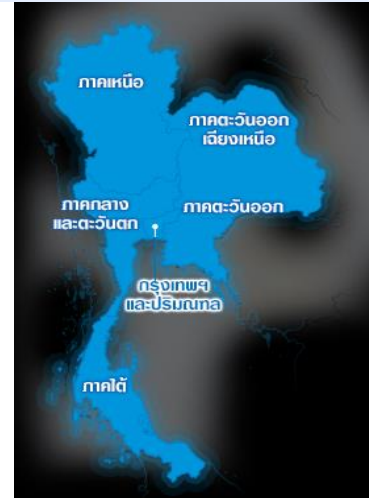 ภาคเหนือ
ภาคตะวันออก
เฉียงเหนือ
ภาคกลาง
และตะวันตก
ภาคตะวันออก
กรุงเทพฯ
และปริมณฑล
ภาคใต้